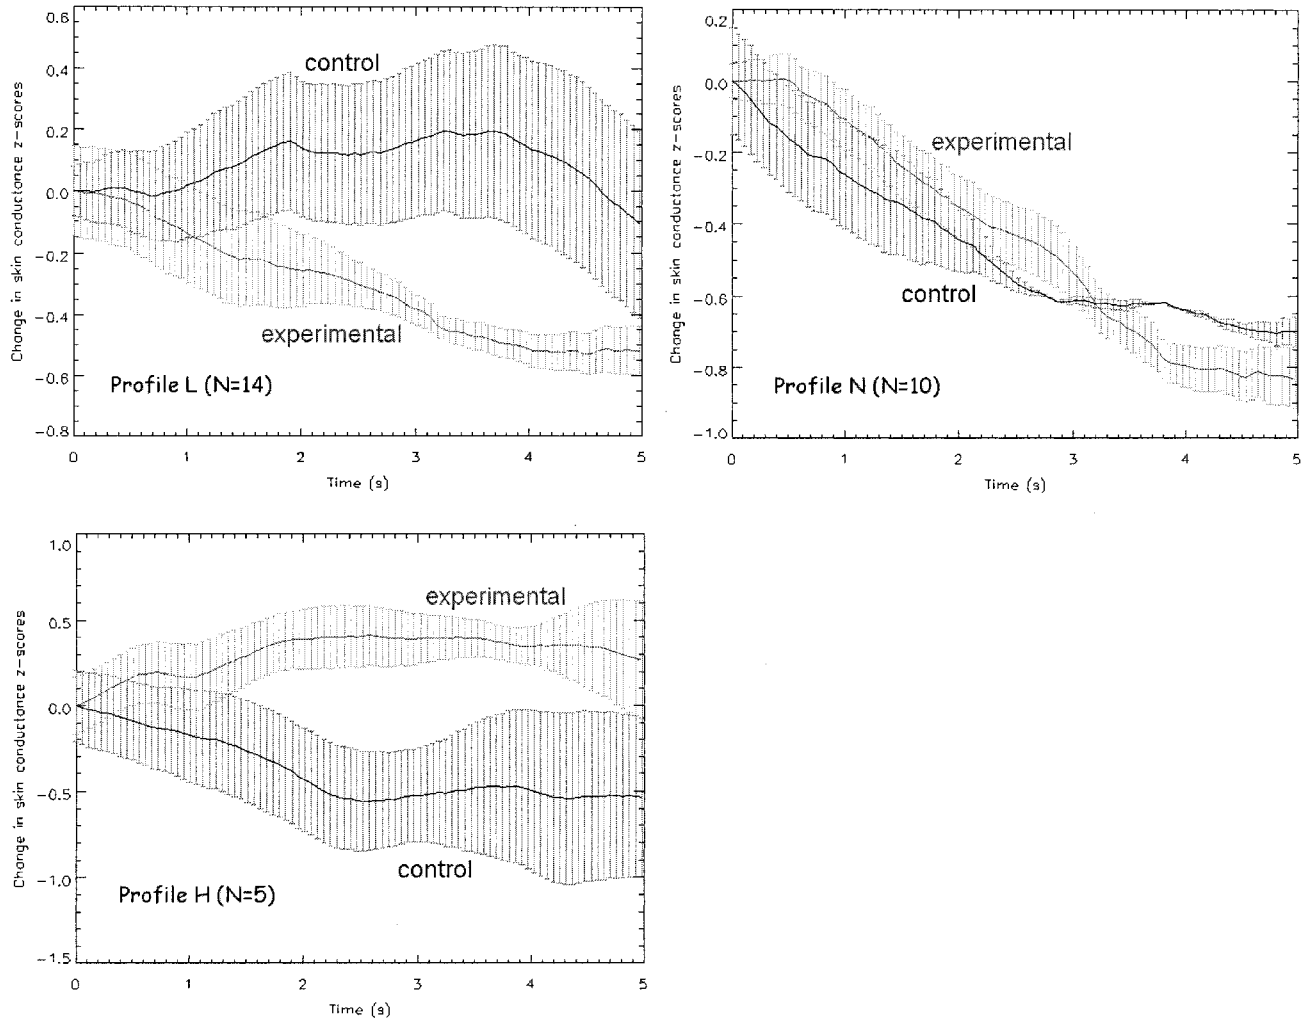 0.6
0.4
0.2
0.0
−0.2
−0.4
−0.6
−0.8
Change in skin conductance z−scores
control
experimental
Profile L (N=14)
0 1 2 3 4 5
Time (s)
0.2
0.0
−0.2
−0.4
−0.6
−0.8
−1.0
Change in skin conductance z−scores
experimental
control
Profile N (N=10)
0 1 2 3 4 5
Time (s)
1.0
0.5
0.0
−0.5
−1.0
−1.5
Change in skin conductance z−scores
experimental
control
Profile H (N=5)
0 1 2 3 4 5
Time (s)